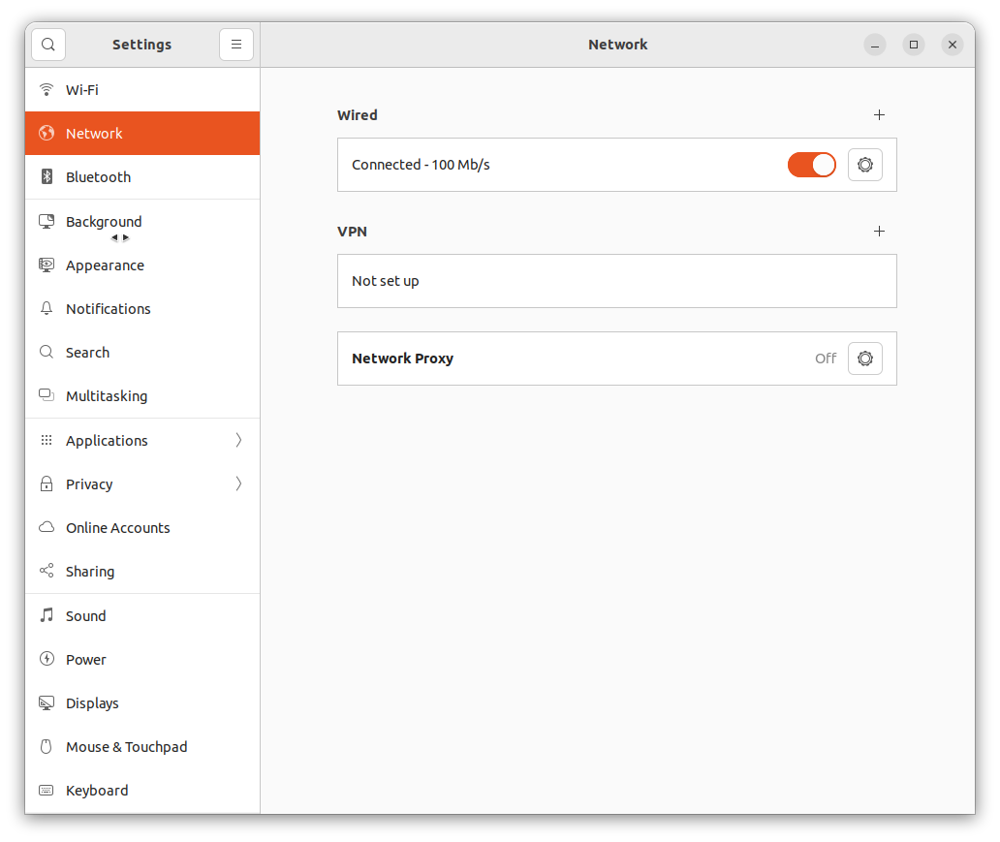 Settings
Network
Wi-Fi
Network
Bluetooth
Background
Appearance
Notifications
Search
Multitasking
Applications
Privacy
Online Accounts
Sharing
Sound
Power
Displays
Mouse & Touchpad
Keyboard
Wired
Connected - 100 Mb/s
VPN
Not set up
Network Proxy
Off